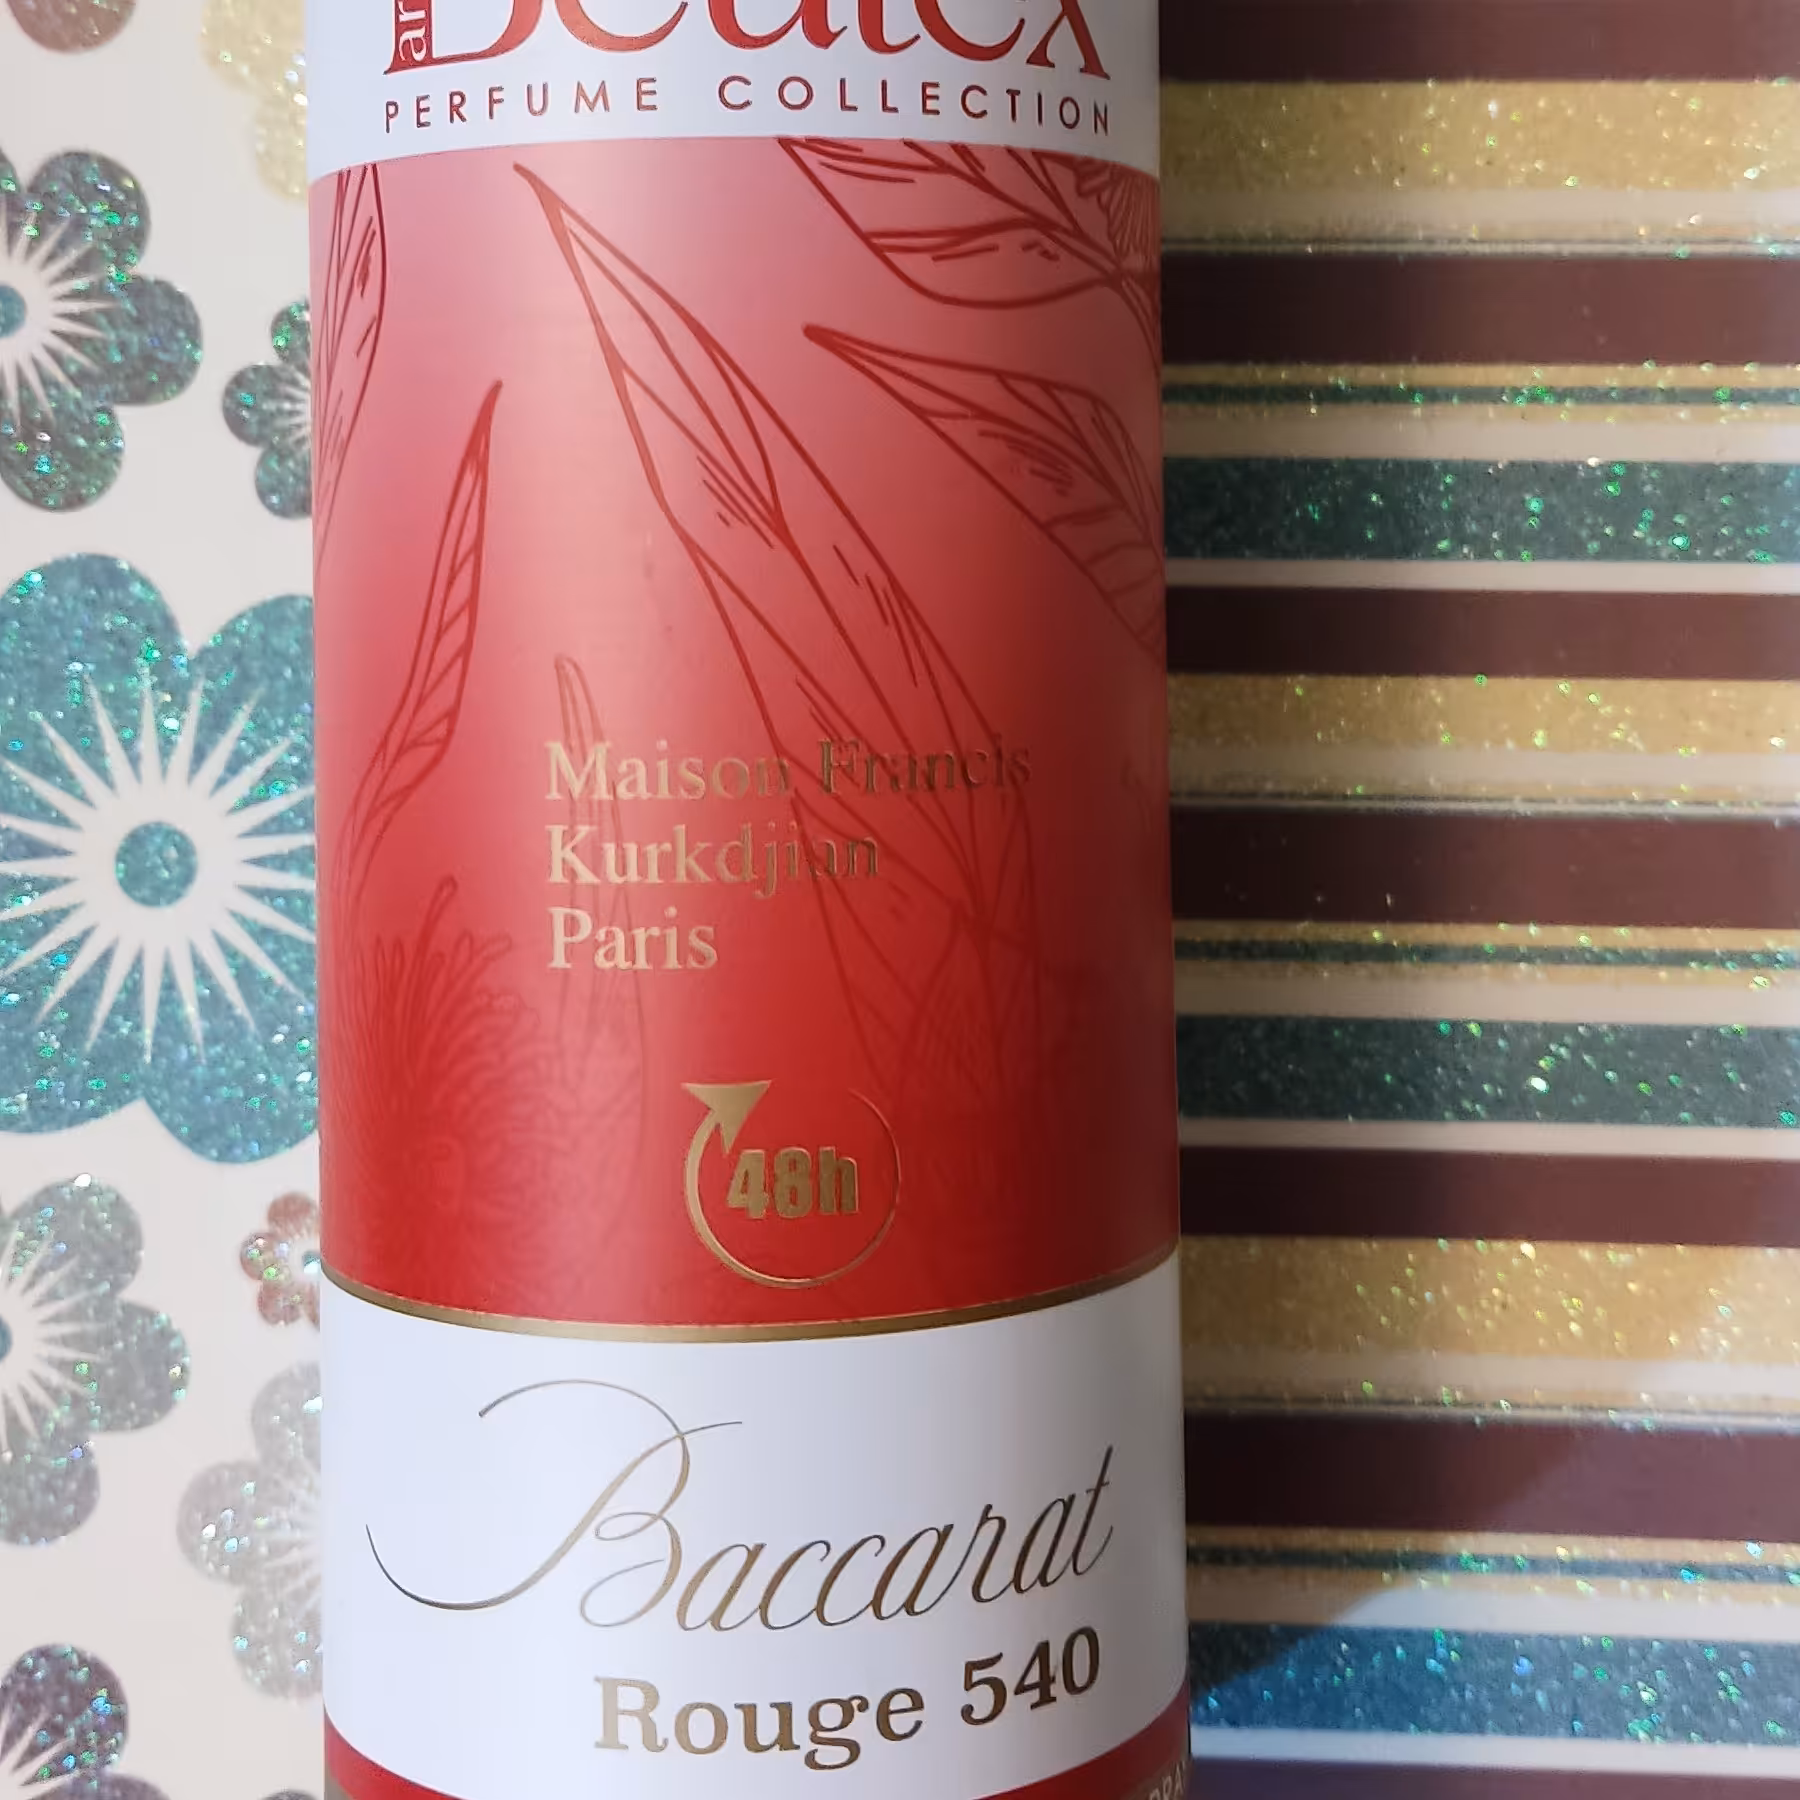 PERFUME COLLECTION
Maison Francis
Kurkdjian
Paris
48h
Baccarat
Rouge 540